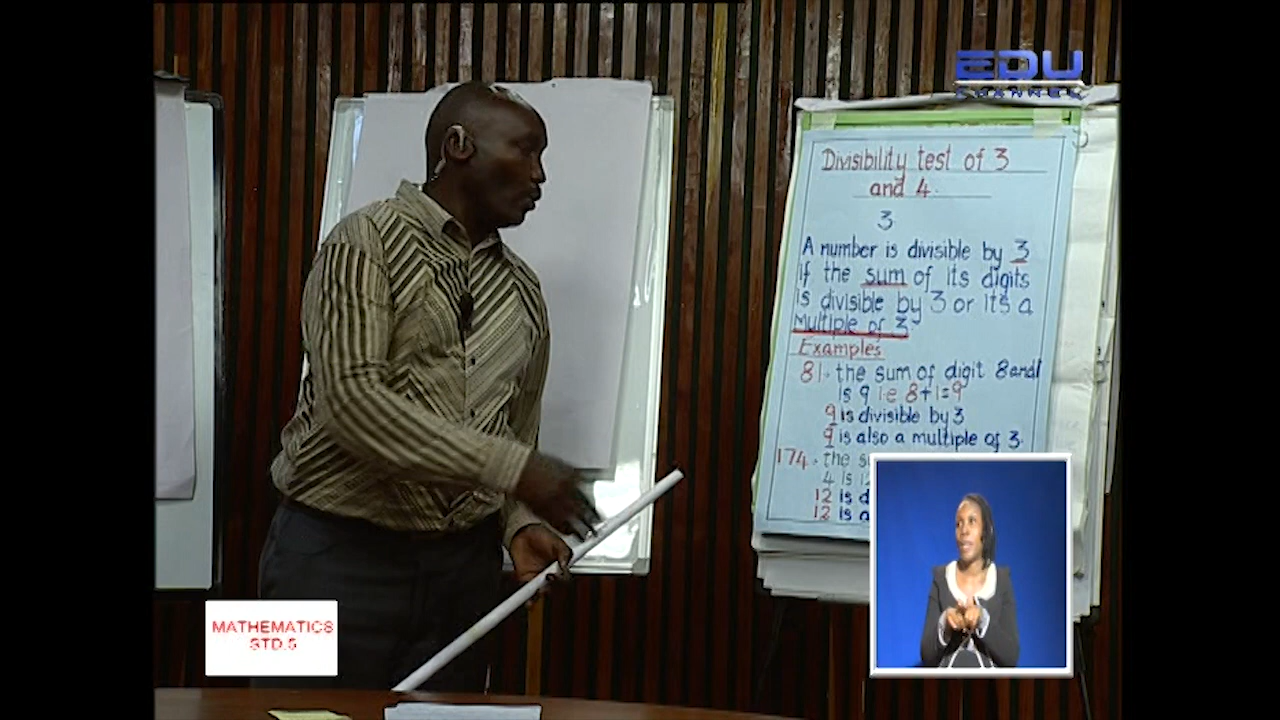 EDU
CHANNEL
Divisibility test of 3
and 4.
3
A number is divisible by 3
if the sum of its digits
is divisible by 3 or its a
Multiple of 3
Examples
81. the sum of digit 8 and 1
is 9 i.e 8+1=9
9 is divisible by 3
9 is also a multiple of 3.
174. the
4 is
12 is
12 is
MATHEMATICS
STD.5